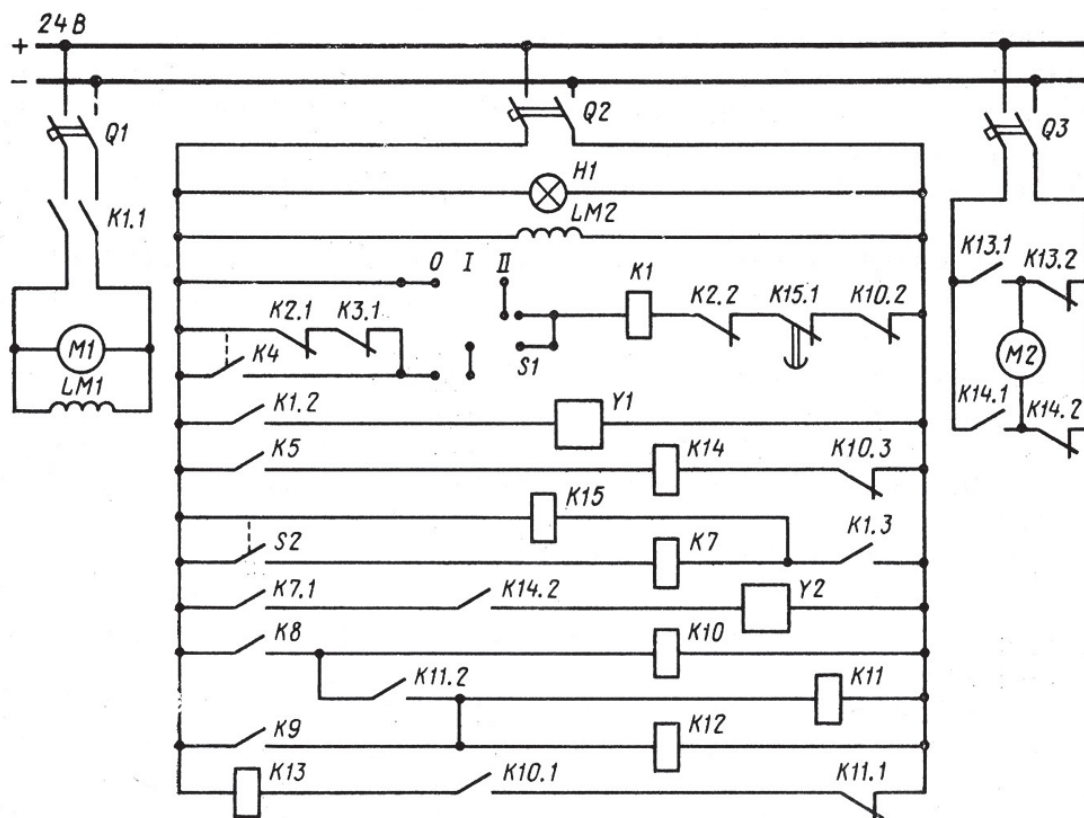 24 В
+
−
Q1
Q2
Q3
H1
K1.1
LM2
O I II
K13.1
K13.2
K1
K2.2
K15.1
K10.2
K2.1
K3.1
M1
K4
S1
M2
LM1
K1.2
Y1
K14.1
K14.2
K5
K14
K10.3
K15
K1.3
S2
K7
K7.1
K14.2
Y2
K8
K10
K11.2
K11
K9
K12
K13
K10.1
K11.1